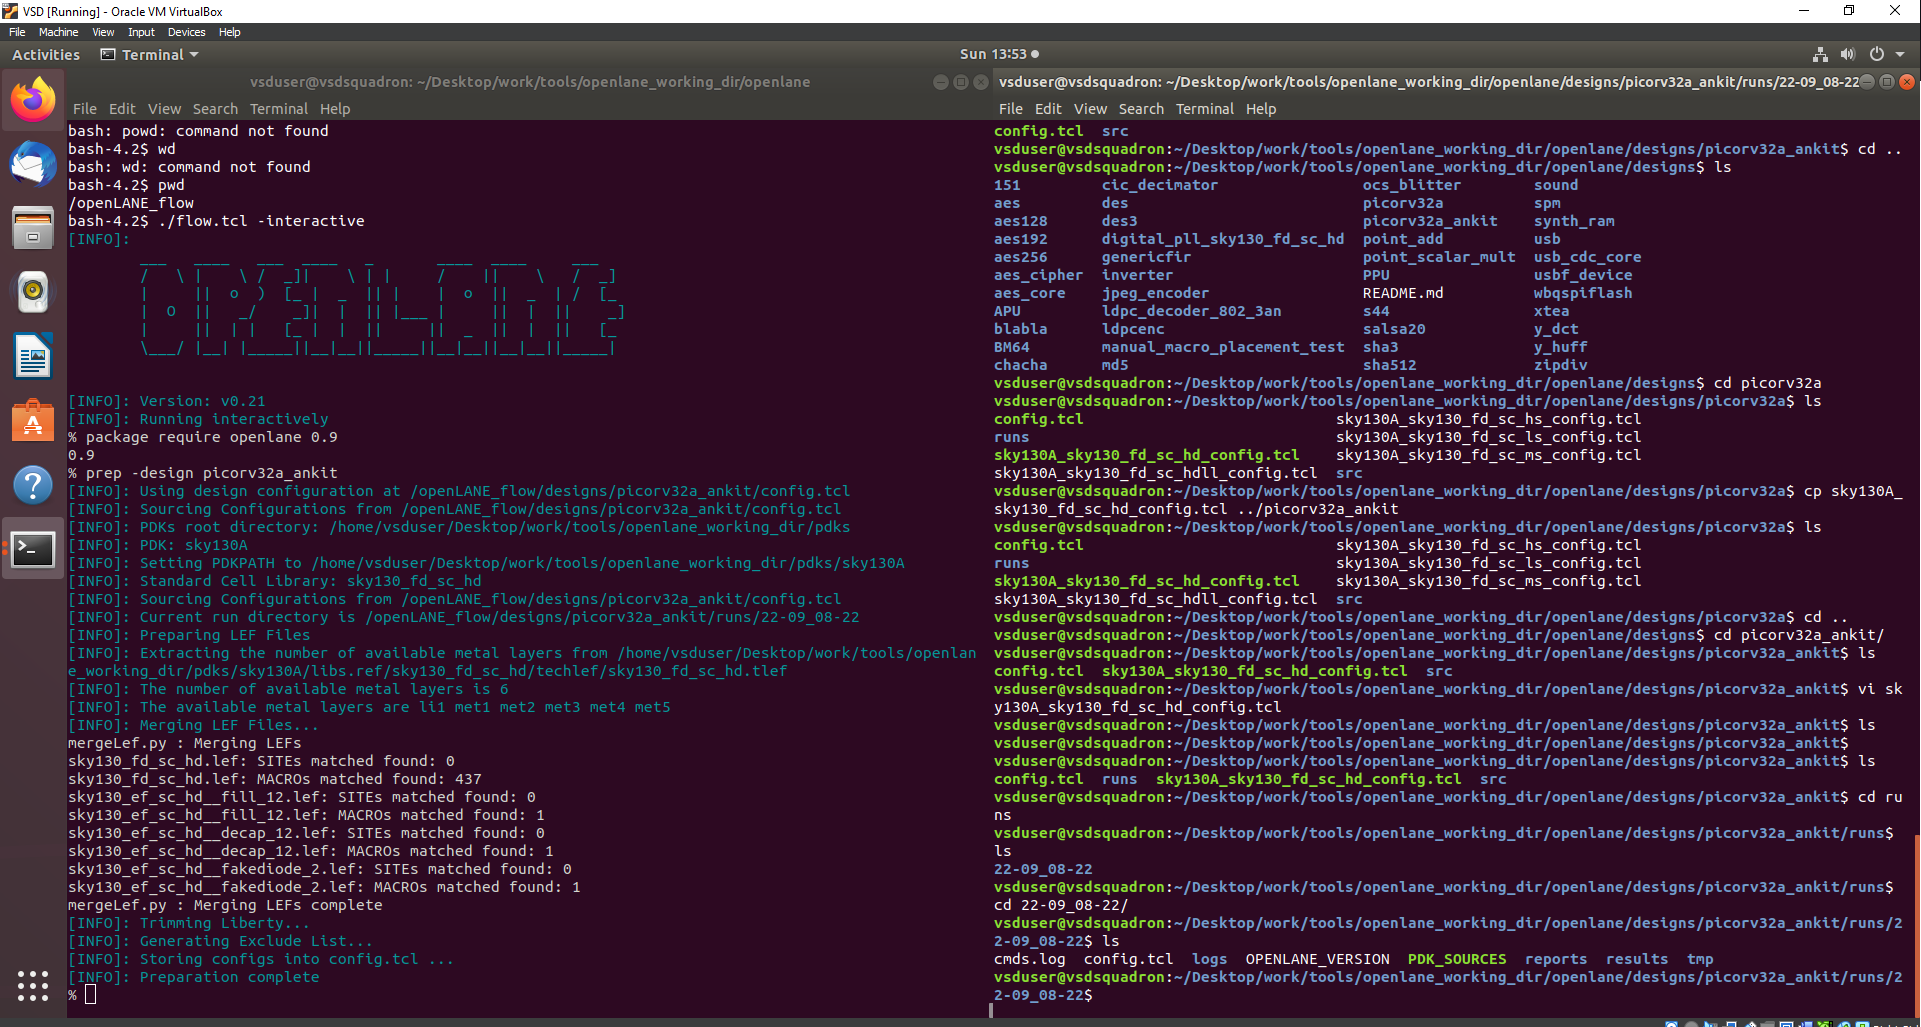 VSD [Running] - Oracle VM VirtualBox
File Machine View Input Devices Help
Activities Terminal Sun 13:53
vsduser@vsdsquadron: ~/Desktop/work/tools/openlane_working_dir/openlane
File Edit View Search Terminal Help
bash: powd: command not found
bash-4.2$ wd
bash: wd: command not found
bash-4.2$ pwd
/openLANE_flow
bash-4.2$ ./flow.tcl -interactive
[INFO]:
OPENLANE
[INFO]: Version: v0.21
[INFO]: Running interactively
% package require openlane 0.9
0.9
% prep -design picorv32a_ankit
[INFO]: Using design configuration at /openLANE_flow/designs/picorv32a_ankit/config.tcl
[INFO]: Sourcing Configurations from /openLANE_flow/designs/picorv32a_ankit/config.tcl
[INFO]: PDKs root directory: /home/vsduser/Desktop/work/tools/openlane_working_dir/pdks
[INFO]: PDK: sky130A
[INFO]: Setting PDKPATH to /home/vsduser/Desktop/work/tools/openlane_working_dir/pdks/sky130A
[INFO]: Standard Cell Library: sky130_fd_sc_hd
[INFO]: Sourcing Configurations from /openLANE_flow/designs/picorv32a_ankit/config.tcl
[INFO]: Current run directory is /openLANE_flow/designs/picorv32a_ankit/runs/22-09_08-22
[INFO]: Preparing LEF Files
[INFO]: Extracting the number of available metal layers from /home/vsduser/Desktop/work/tools/openlan
e_working_dir/pdks/sky130A/libs.ref/sky130_fd_sc_hd/techlef/sky130_fd_sc_hd.tlef
[INFO]: The number of available metal layers is 6
[INFO]: The available metal layers are li1 met1 met2 met3 met4 met5
[INFO]: Merging LEF Files...
mergeLef.py : Merging LEFs
sky130_fd_sc_hd.lef: SITEs matched found: 0
sky130_fd_sc_hd.lef: MACROs matched found: 437
sky130_ef_sc_hd__fill_12.lef: SITEs matched found: 0
sky130_ef_sc_hd__fill_12.lef: MACROs matched found: 1
sky130_ef_sc_hd__decap_12.lef: SITEs matched found: 0
sky130_ef_sc_hd__decap_12.lef: MACROs matched found: 1
sky130_ef_sc_hd__fakediode_2.lef: SITEs matched found: 0
sky130_ef_sc_hd__fakediode_2.lef: MACROs matched found: 1
mergeLef.py : Merging LEFs complete
[INFO]: Trimming Liberty...
[INFO]: Generating Exclude List...
[INFO]: Storing configs into config.tcl ...
[INFO]: Preparation complete
%
vsduser@vsdsquadron: ~/Desktop/work/tools/openlane_working_dir/openlane/designs/picorv32a_ankit/runs/22-09_08-22
File Edit View Search Terminal Help
config.tcl src
vsduser@vsdsquadron:~/Desktop/work/tools/openlane_working_dir/openlane/designs/picorv32a_ankit$ cd ..
vsduser@vsdsquadron:~/Desktop/work/tools/openlane_working_dir/openlane/designs$ ls
151 cic_decimator ocs_blitter sound
aes des picorv32a spm
aes128 des3 picorv32a_ankit synth_ram
aes192 digital_pll_sky130_fd_sc_hd point_add usb
aes256 genericfir point_scalar_mult usb_cdc_core
aes_cipher inverter PPU usbf_device
aes_core jpeg_encoder README.md wbqspiflash
APU ldpc_decoder_802_3an s44 xtea
blabla ldpcenc salsa20 y_dct
BM64 manual_macro_placement_test sha3 y_huff
chacha md5 sha512 zipdiv
vsduser@vsdsquadron:~/Desktop/work/tools/openlane_working_dir/openlane/designs$ cd picorv32a
vsduser@vsdsquadron:~/Desktop/work/tools/openlane_working_dir/openlane/designs/picorv32a$ ls
config.tcl sky130A_sky130_fd_sc_hs_config.tcl
runs sky130A_sky130_fd_sc_ls_config.tcl
sky130A_sky130_fd_sc_hd_config.tcl sky130A_sky130_fd_sc_ms_config.tcl
sky130A_sky130_fd_sc_hdll_config.tcl src
vsduser@vsdsquadron:~/Desktop/work/tools/openlane_working_dir/openlane/designs/picorv32a$ cp sky130A_
sky130_fd_sc_hd_config.tcl ../picorv32a_ankit
vsduser@vsdsquadron:~/Desktop/work/tools/openlane_working_dir/openlane/designs/picorv32a$ ls
config.tcl sky130A_sky130_fd_sc_hs_config.tcl
runs sky130A_sky130_fd_sc_ls_config.tcl
sky130A_sky130_fd_sc_hd_config.tcl sky130A_sky130_fd_sc_ms_config.tcl
sky130A_sky130_fd_sc_hdll_config.tcl src
vsduser@vsdsquadron:~/Desktop/work/tools/openlane_working_dir/openlane/designs/picorv32a$ cd ..
vsduser@vsdsquadron:~/Desktop/work/tools/openlane_working_dir/openlane/designs$ cd picorv32a_ankit/
vsduser@vsdsquadron:~/Desktop/work/tools/openlane_working_dir/openlane/designs/picorv32a_ankit$ ls
config.tcl sky130A_sky130_fd_sc_hd_config.tcl src
vsduser@vsdsquadron:~/Desktop/work/tools/openlane_working_dir/openlane/designs/picorv32a_ankit$ vi sk
y130A_sky130_fd_sc_hd_config.tcl
vsduser@vsdsquadron:~/Desktop/work/tools/openlane_working_dir/openlane/designs/picorv32a_ankit$ ls
vsduser@vsdsquadron:~/Desktop/work/tools/openlane_working_dir/openlane/designs/picorv32a_ankit$
vsduser@vsdsquadron:~/Desktop/work/tools/openlane_working_dir/openlane/designs/picorv32a_ankit$ ls
config.tcl runs sky130A_sky130_fd_sc_hd_config.tcl src
vsduser@vsdsquadron:~/Desktop/work/tools/openlane_working_dir/openlane/designs/picorv32a_ankit$ cd ru
ns
vsduser@vsdsquadron:~/Desktop/work/tools/openlane_working_dir/openlane/designs/picorv32a_ankit/runs$
ls
22-09_08-22
vsduser@vsdsquadron:~/Desktop/work/tools/openlane_working_dir/openlane/designs/picorv32a_ankit/runs$
cd 22-09_08-22/
vsduser@vsdsquadron:~/Desktop/work/tools/openlane_working_dir/openlane/designs/picorv32a_ankit/runs/2
2-09_08-22$ ls
cmds.log config.tcl logs OPENLANE_VERSION PDK_SOURCES reports results tmp
vsduser@vsdsquadron:~/Desktop/work/tools/openlane_working_dir/openlane/designs/picorv32a_ankit/runs/2
2-09_08-22$